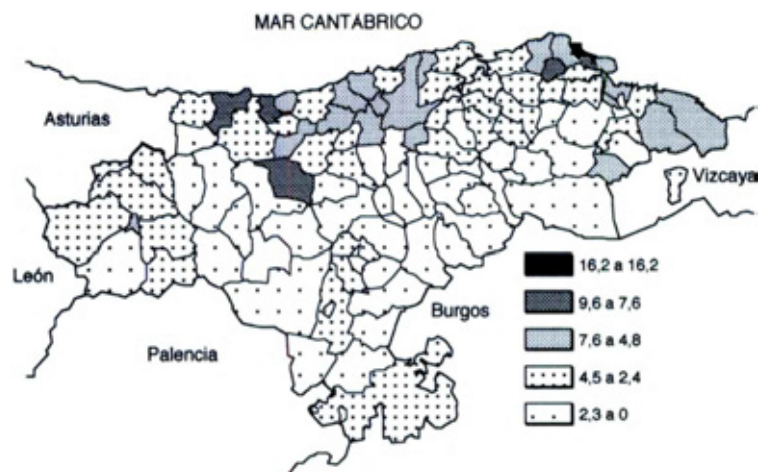 MAR CANTÁBRICO
Asturias
Vizcaya
León
Burgos
Palencia
16,2 a 16,2
9,6 a 7,6
7,6 a 4,8
4,5 a 2,4
2,3 a 0